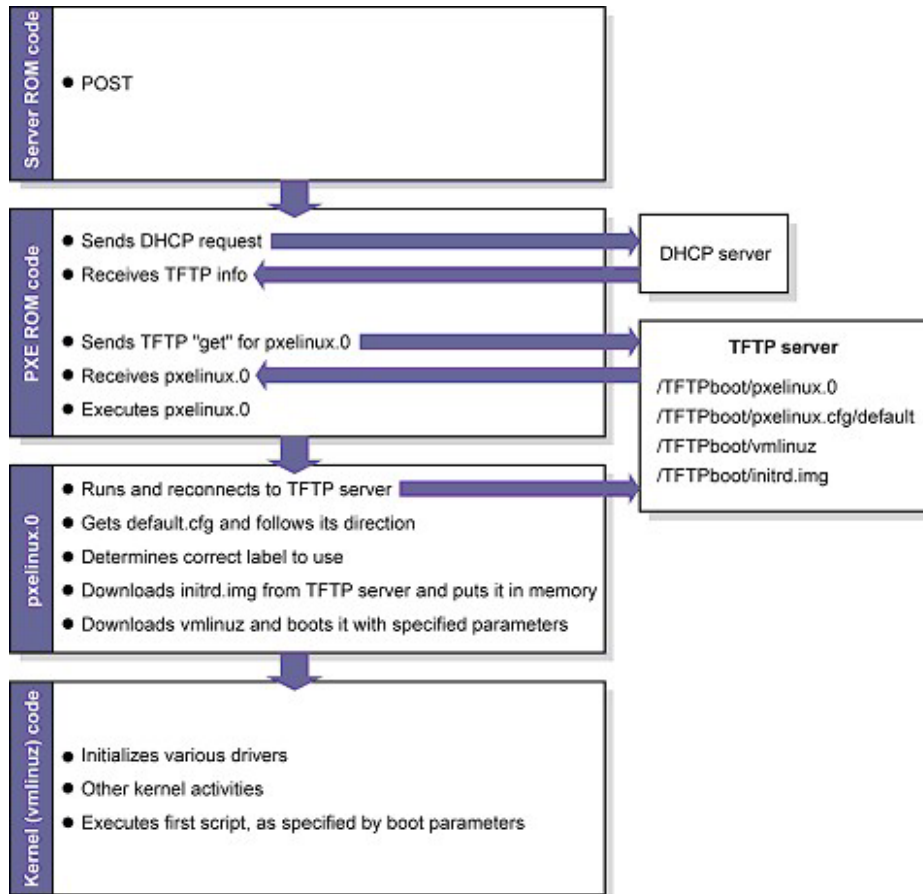 Server ROM code
POST
PXE ROM code
Sends DHCP request
Receives TFTP info
DHCP server
Sends TFTP "get" for pxelinux.0
Receives pxelinux.0
Executes pxelinux.0
TFTP server
/TFTPboot/pxelinux.0
/TFTPboot/pxelinux.cfg/default
/TFTPboot/vmlinuz
/TFTPboot/initrd.img
pxelinux.0
Runs and reconnects to TFTP server
Gets default.cfg and follows its direction
Determines correct label to use
Downloads initrd.img from TFTP server and puts it in memory
Downloads vmlinuz and boots it with specified parameters
Kernel (vmlinuz) code
Initializes various drivers
Other kernel activities
Executes first script, as specified by boot parameters